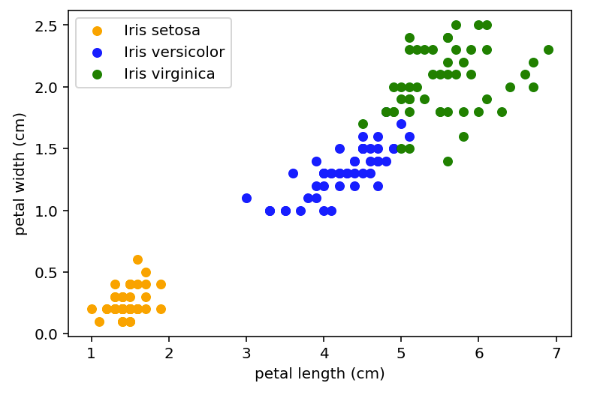 Iris setosa
Iris versicolor
Iris virginica
2.5
2.0
1.5
1.0
0.5
0.0
petal width (cm)
1 2 3 4 5 6 7
petal length (cm)